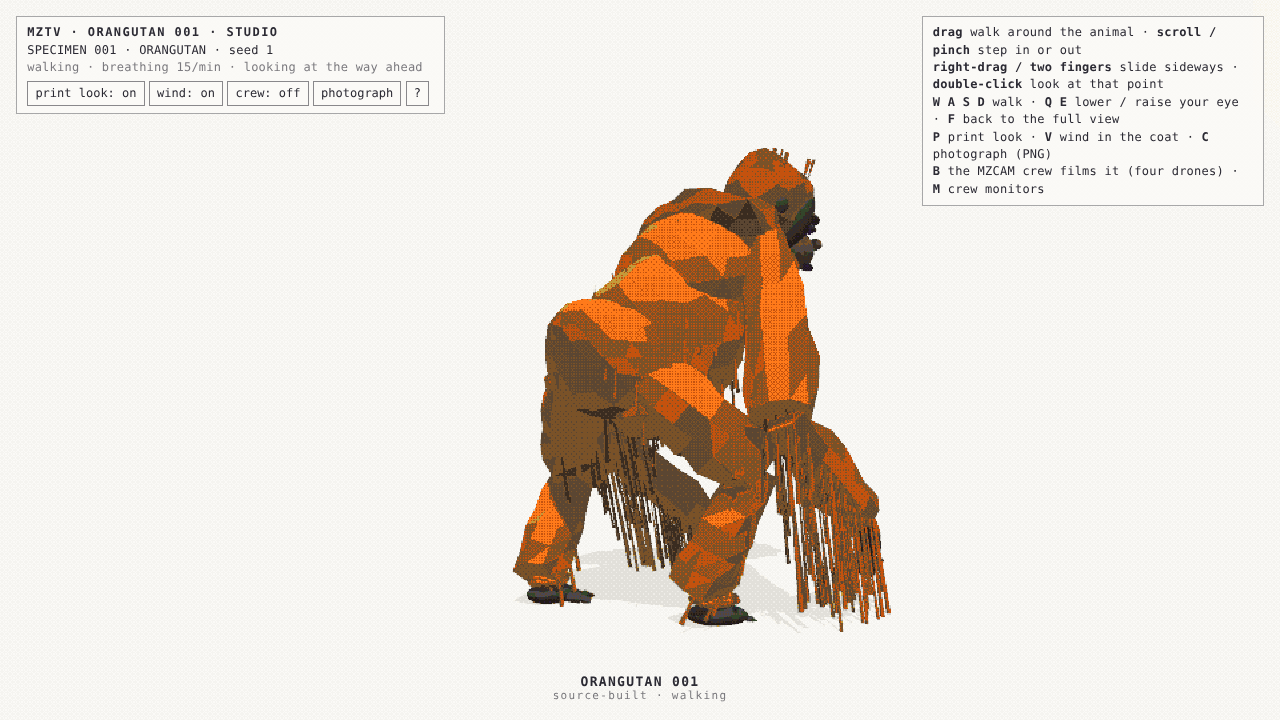 MZTV · ORANGUTAN 001 · STUDIO
SPECIMEN 001 · ORANGUTAN · seed 1
walking · breathing 15/min · looking at the way ahead
print look: on wind: on crew: off photograph ?
drag walk around the animal · scroll /
pinch step in or out
right-drag / two fingers slide sideways ·
double-click look at that point
W A S D walk · Q E lower / raise your eye
· F back to the full view
P print look · V wind in the coat · C
photograph (PNG)
B the MZCAM crew films it (four drones) ·
M crew monitors
ORANGUTAN 001
source-built · walking